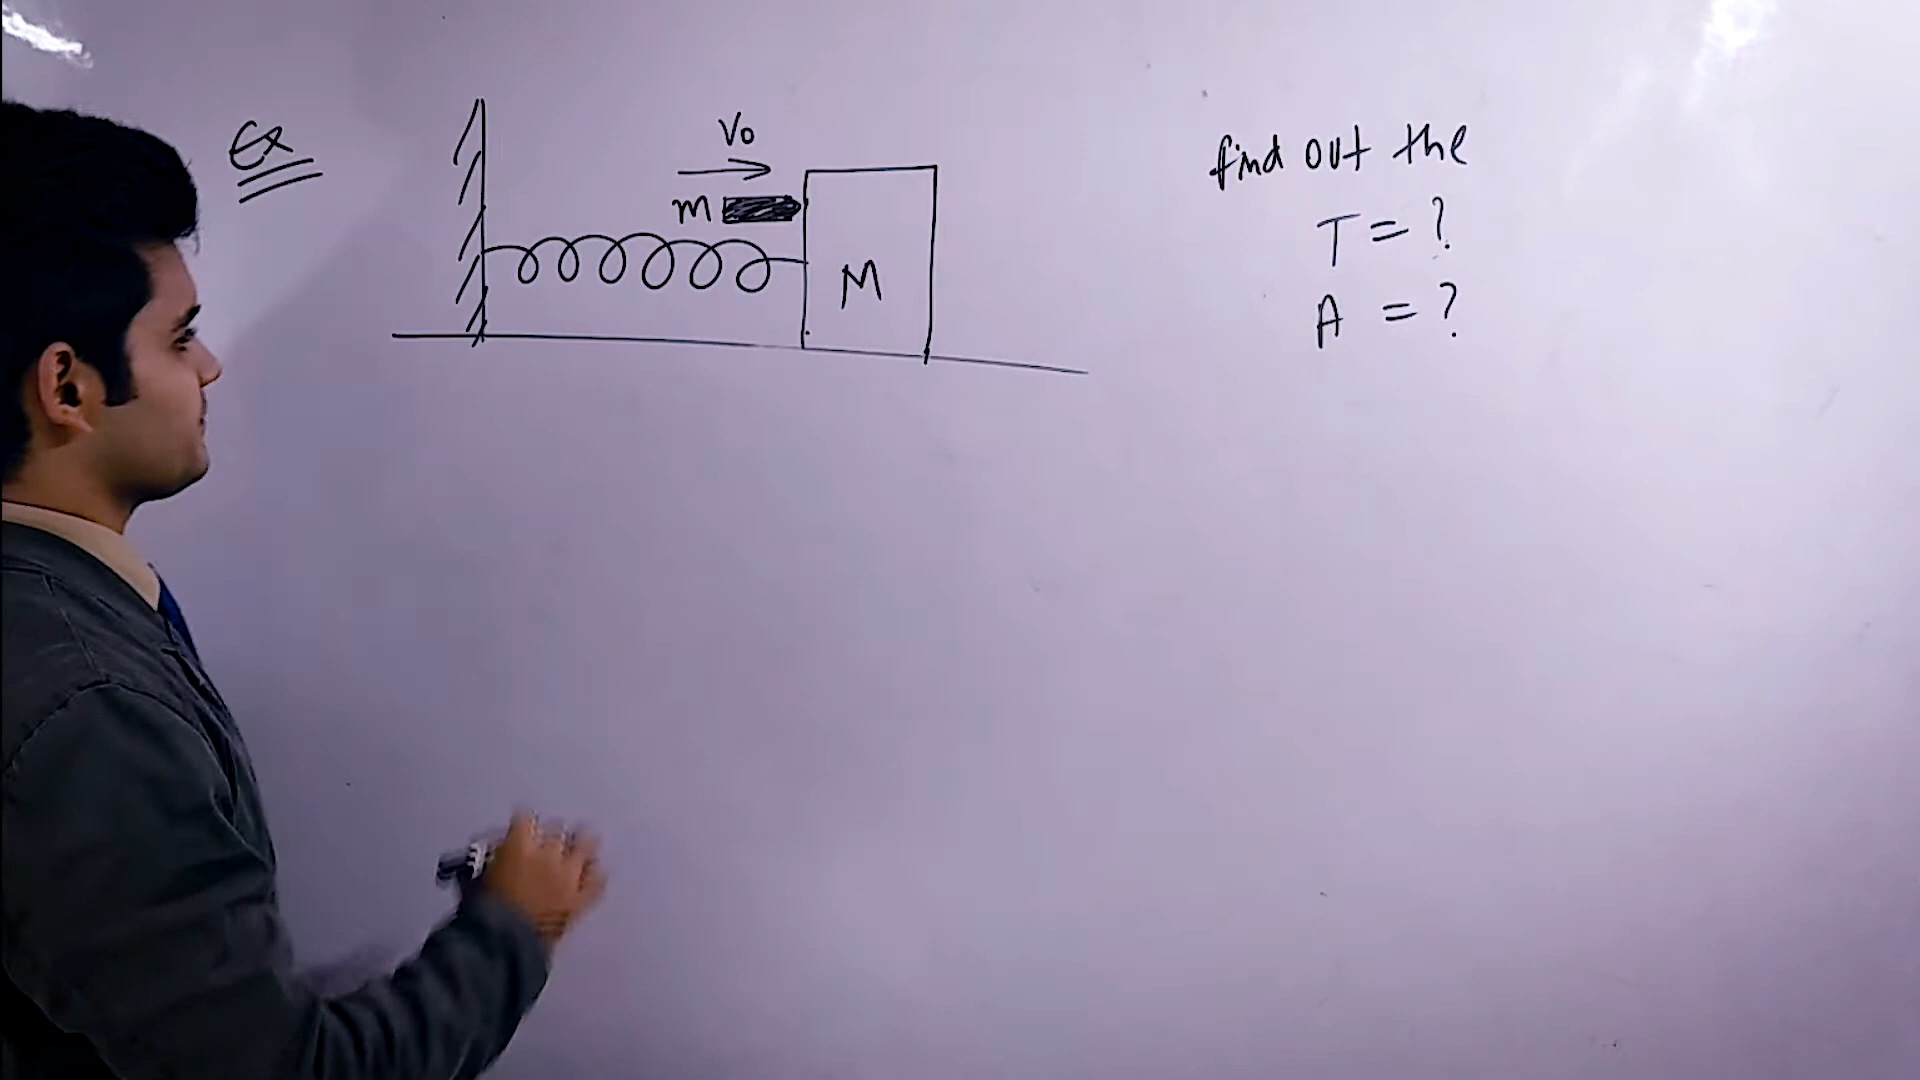 Ex
V0
m
M
find out the
T = ?
A = ?